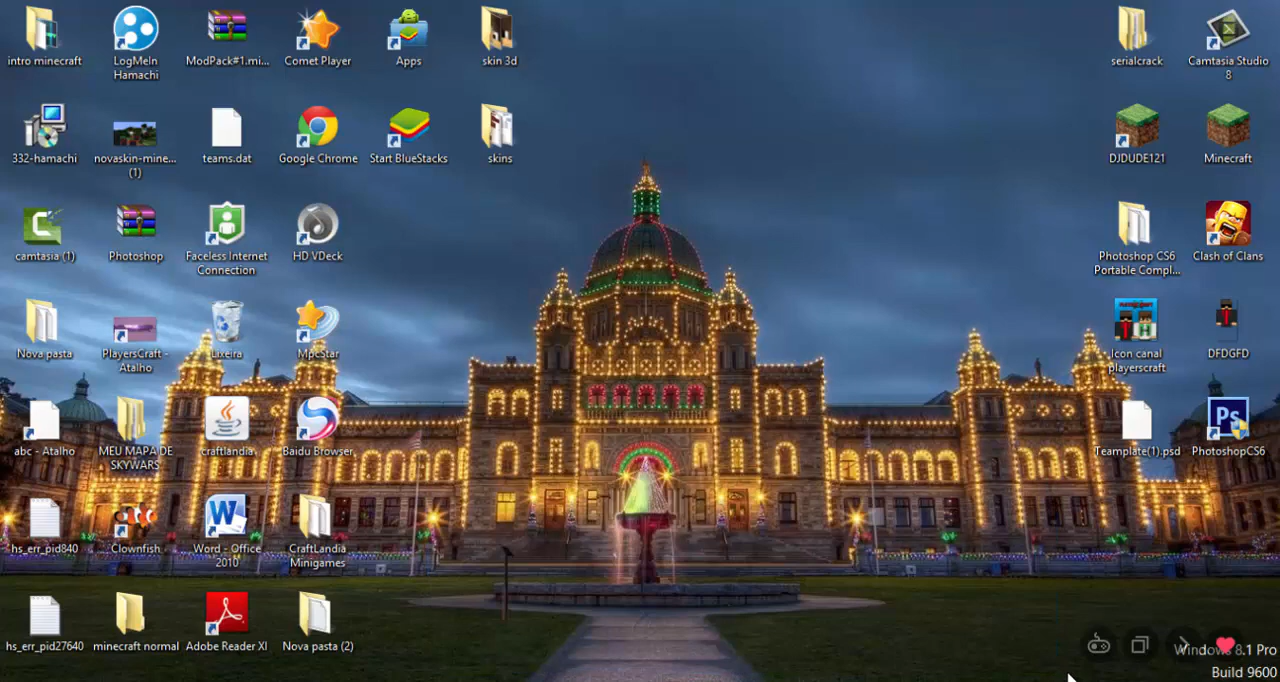 intro minecraft
LogMeIn
Hamachi
ModPack#1.mi...
Comet Player
Apps
skin 3d
serialcrack
Camtasia Studio
8
332-hamachi
novaskin-mine...
(1)
teams.dat
Google Chrome
Start BlueStacks
skins
DJDUDE121
Minecraft
camtasia (1)
Photoshop
Faceless Internet
Connection
HD VDeck
Photoshop CS6
Portable Compl...
Clash of Clans
Nova pasta
PlayersCraft -
Atalho
Lixeira
MpcStar
Icon canal
playerscraft
DFDGFD
abc - Atalho
MEU MAPA DE
SKYWARS
craftlandia
Baidu Browser
Teamplate(1).psd
Ps
PhotoshopCS6
hs_err_pid840
Clownfish
W
Word - Office
2010
CraftLandia
Minigames
hs_err_pid27640
minecraft normal
Adobe Reader XI
Nova pasta (2)
Windows 8.1 Pro
Build 9600